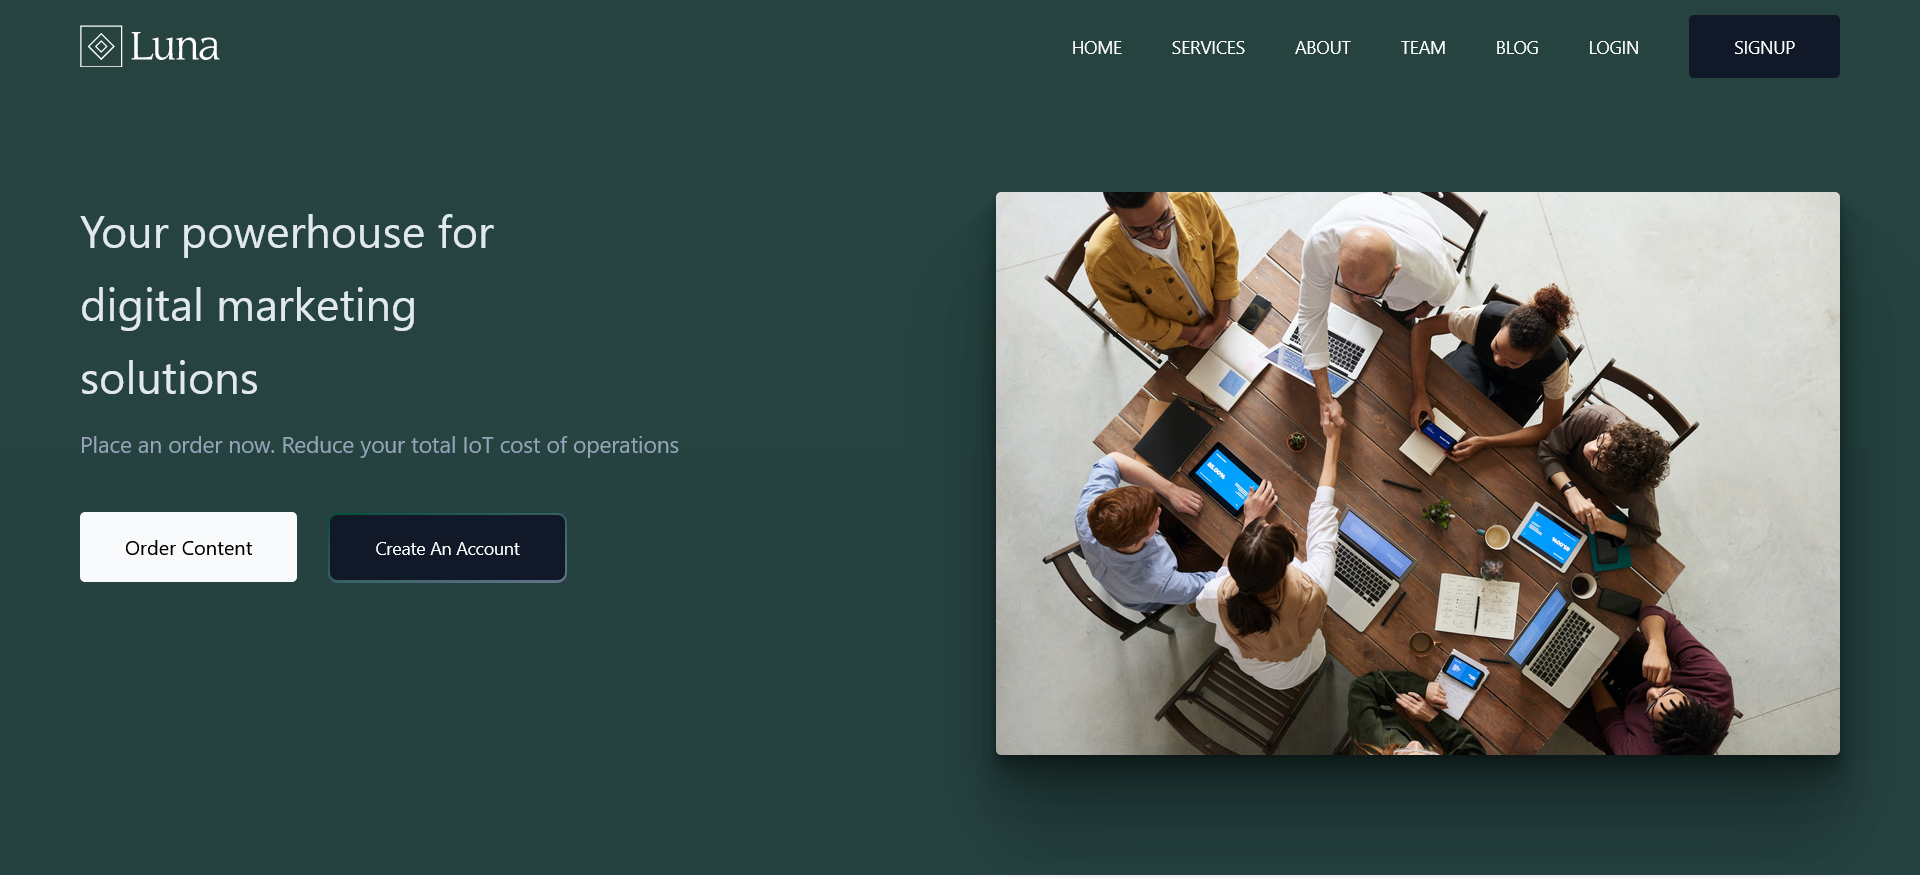 Luna
HOME SERVICES ABOUT TEAM BLOG LOGIN SIGNUP
Your powerhouse for
digital marketing
solutions
Place an order now. Reduce your total IoT cost of operations
Order Content
Create An Account